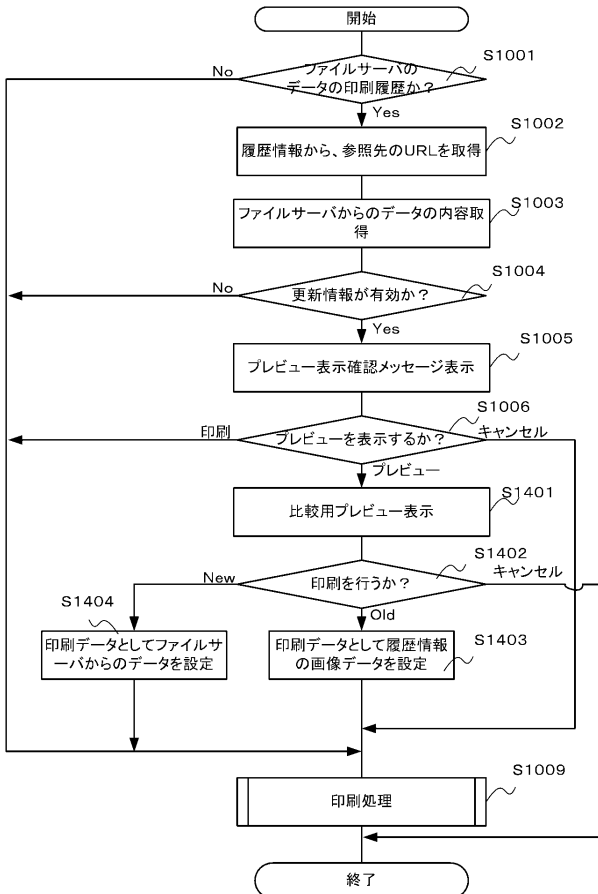 開始
S1001
No
ファイルサーバの
データの印刷履歴か？
Yes
S1002
履歴情報から、参照先のURLを取得
S1003
ファイルサーバからのデータの内容取
得
S1004
No
更新情報が有効か？
Yes
S1005
プレビュー表示確認メッセージ表示
S1006
印刷
プレビューを表示するか？
キャンセル
プレビュー
S1401
比較用プレビュー表示
S1402
New
印刷を行うか？
キャンセル
Old
S1404
印刷データとしてファイルサ
ーバからのデータを設定
印刷データとして履歴情報
の画像データを設定
S1403
S1009
印刷処理
終了